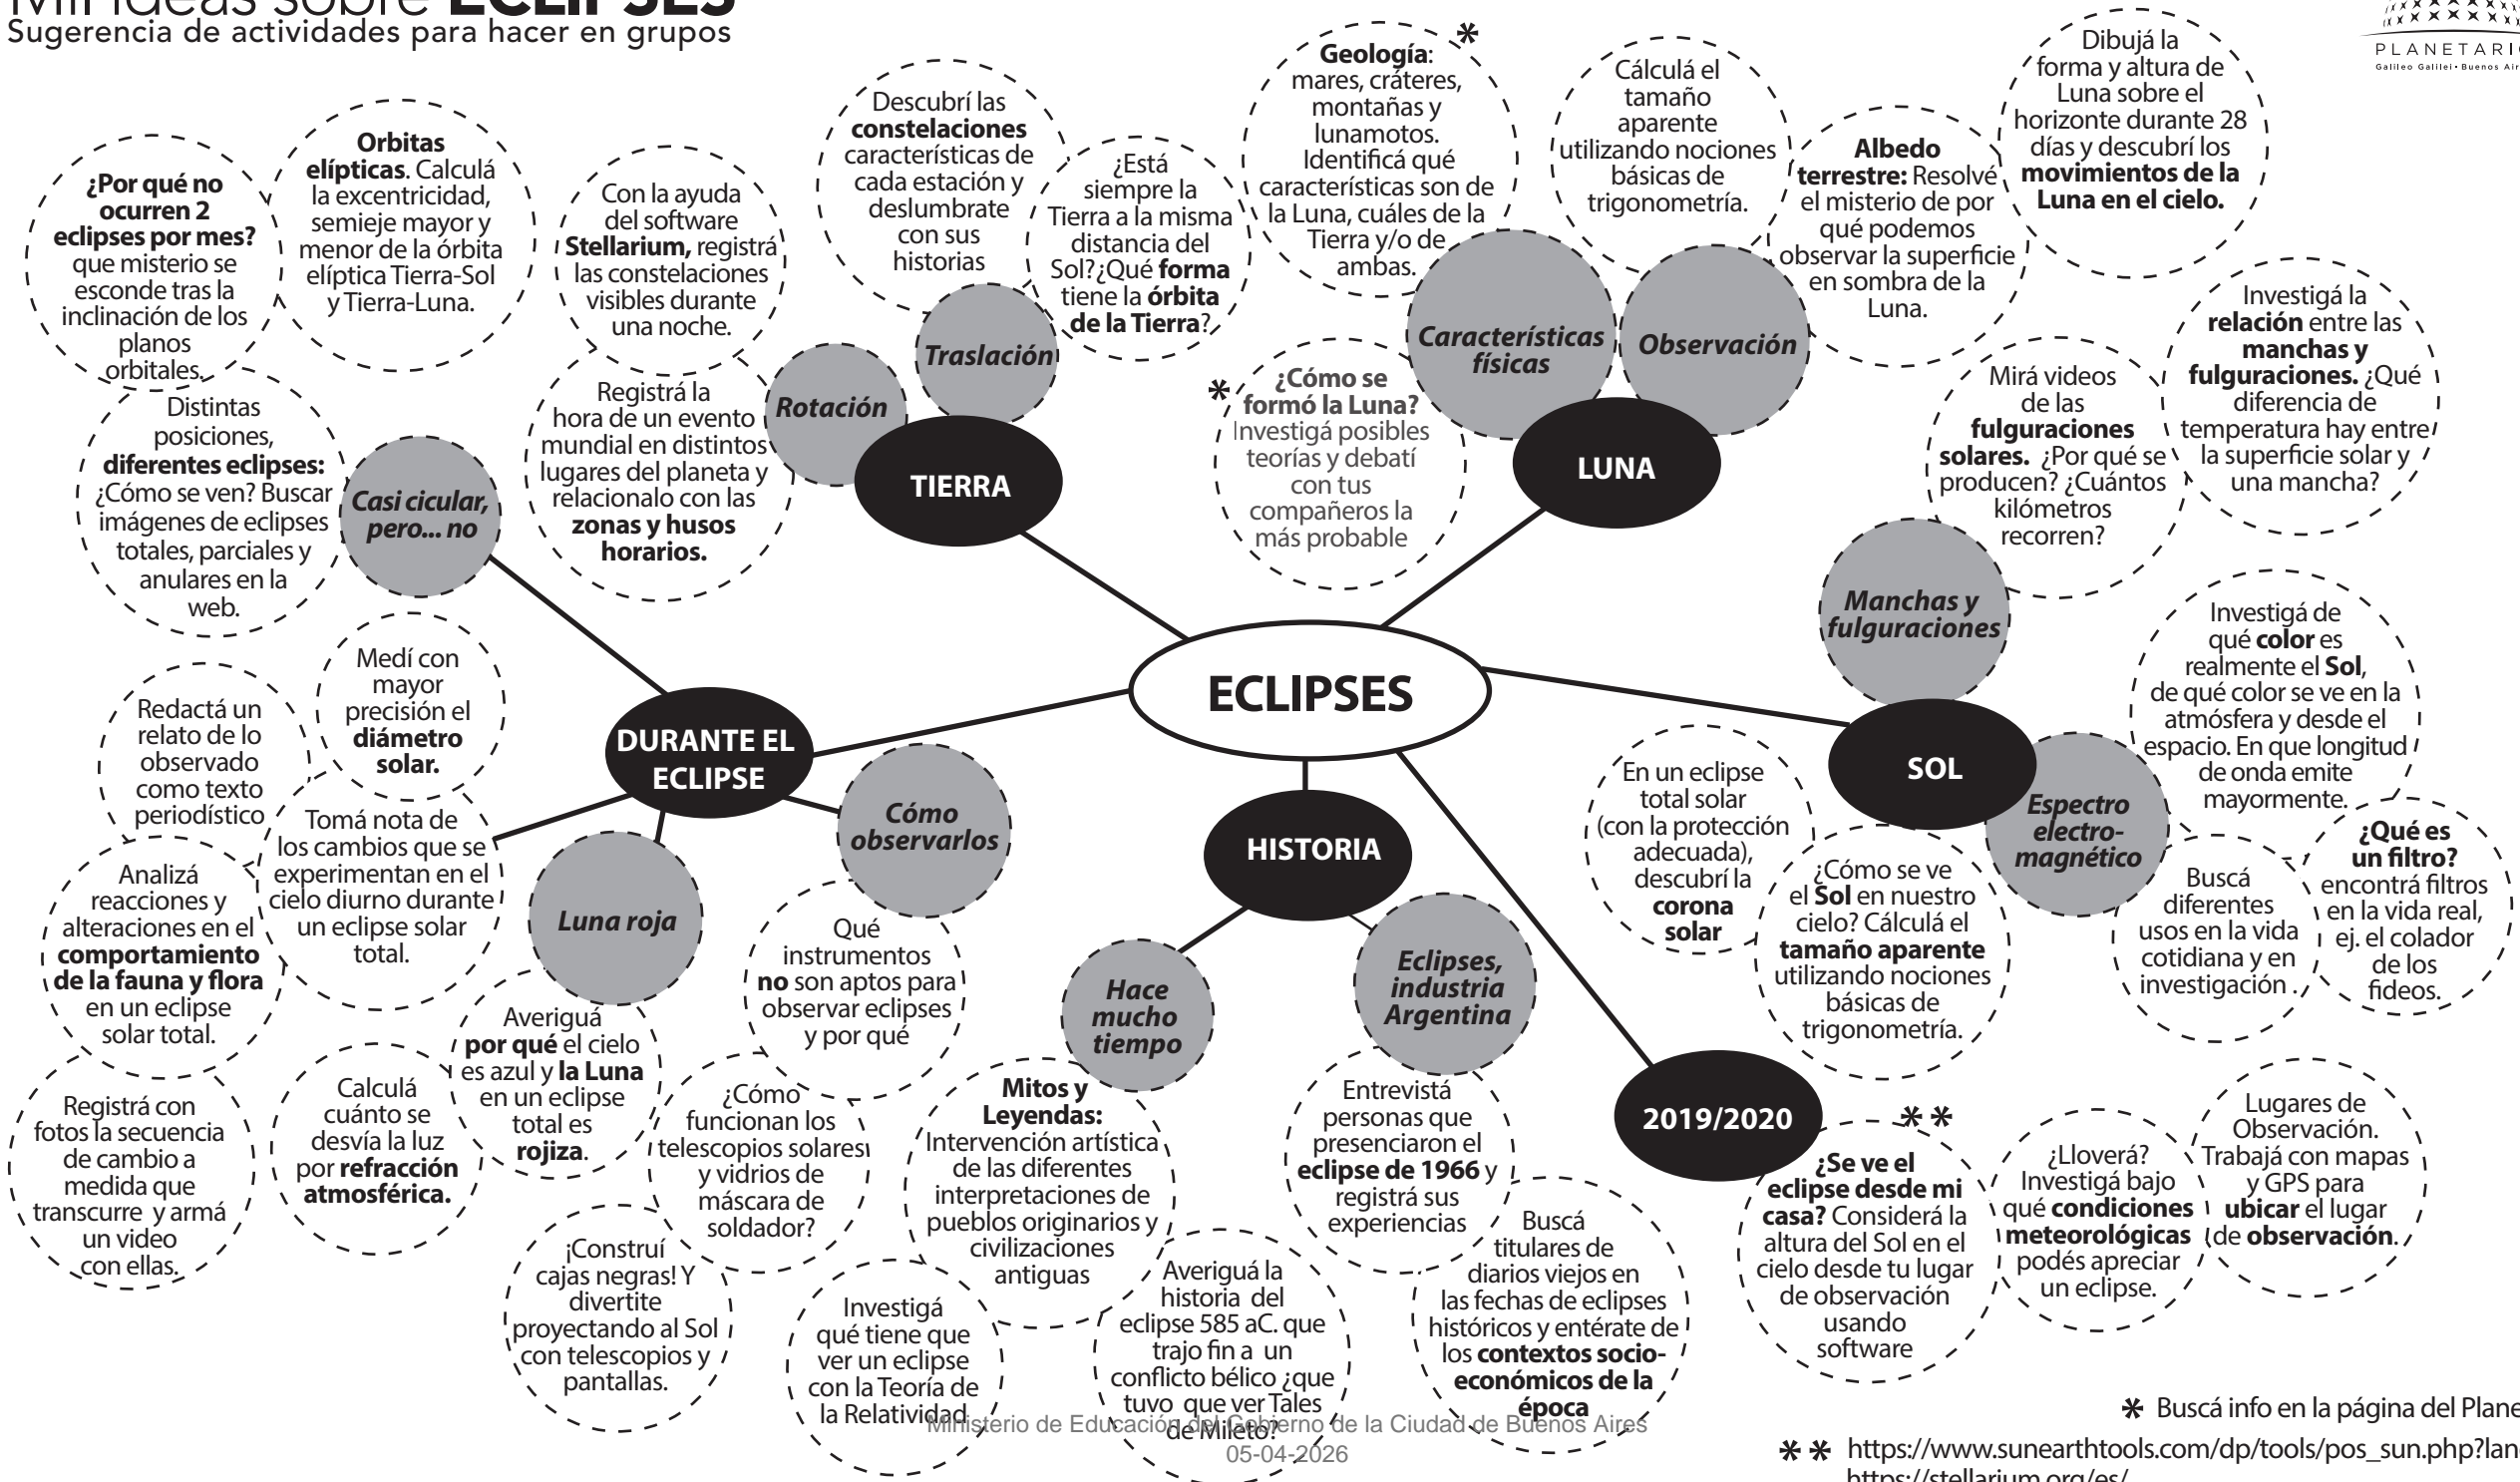 Mil ideas sobre ECLIPSES
Sugerencia de actividades para hacer en grupos
PLANETARIO
Galileo Galilei • Buenos Air
¿Por qué no
ocurren 2
eclipses por mes?
que misterio se
esconde tras la
inclinación de los
planos
orbitales.
Orbitas
elípticas. Calculá
la excentricidad,
semieje mayor y
menor de la órbita
elíptica Tierra-Sol
y Tierra-Luna.
Distintas
posiciones,
diferentes eclipses:
¿Cómo se ven? Buscar
imágenes de eclipses
totales, parciales y
anulares en la
web.
Casi cicular,
pero... no
Con la ayuda
del software
Stellarium, registrá
las constelaciones
visibles durante
una noche.
Registrá la
hora de un evento
mundial en distintos
lugares del planeta y
relacionalo con las
zonas y husos
horarios.
Rotación
Descubrí las
constelaciones
características de
cada estación y
deslumbrate
con sus
historias
¿Está
siempre la
Tierra a la misma
distancia del
Sol?¿Qué forma
tiene la órbita
de la Tierra?
Traslación
TIERRA
*
Geología:
mares, cráteres,
montañas y
lunamotos.
Identificá qué
características son de
la Luna, cuáles de la
Tierra y/o de
ambas.
*
¿Cómo se
formó la Luna?
Investigá posibles
teorías y debatí
con tus
compañeros la
más probable
Características
físicas
Cálculá el
tamaño
aparente
utilizando nociones
básicas de
trigonometría.
Albedo
terrestre: Resolvé
el misterio de por
qué podemos
observar la superficie
en sombra de la
Luna.
Dibujá la
forma y altura de
Luna sobre el
horizonte durante 28
días y descubrí los
movimientos de la
Luna en el cielo.
Observación
LUNA
Mirá videos
de las
fulguraciones
solares. ¿Por qué se
producen? ¿Cuántos
kilómetros
recorren?
Investigá la
relación entre las
manchas y
fulguraciones. ¿Qué
diferencia de
temperatura hay entre
la superficie solar y
una mancha?
Manchas y
fulguraciones
ECLIPSES
SOL
Investigá de
qué color es
realmente el Sol,
de qué color se ve en la
atmósfera y desde el
espacio. En que longitud
de onda emite
mayormente.
Espectro
electro-
magnético
¿Qué es
un filtro?
encontrá filtros
en la vida real,
ej. el colador
de los
fideos.
Buscá
diferentes
usos en la vida
cotidiana y en
investigación .
En un eclipse
total solar
(con la protección
adecuada),
descubrí la
corona
solar
¿Cómo se ve
el Sol en nuestro
cielo? Cálculá el
tamaño aparente
utilizando nociones
básicas de
trigonometría.
DURANTE EL
ECLIPSE
Medí con
mayor
precisión el
diámetro
solar.
Redactá un
relato de lo
observado
como texto
periodístico
Tomá nota de
los cambios que se
experimentan en el
cielo diurno durante
un eclipse solar
total.
Analizá
reacciones y
alteraciones en el
comportamiento
de la fauna y flora
en un eclipse
solar total.
Registrá con
fotos la secuencia
de cambio a
medida que
transcurre y armá
un video
con ellas.
Luna roja
Averiguá
por qué el cielo
es azul y la Luna
en un eclipse
total es
rojiza.
Calculá
cuánto se
desvía la luz
por refracción
atmosférica.
Cómo
observarlos
Qué
instrumentos
no son aptos para
observar eclipses
y por qué
¿Cómo
funcionan los
telescopios solares
y vidrios de
máscara de
soldador?
¡Construí
cajas negras! Y
divertite
proyectando al Sol
con telescopios y
pantallas.
HISTORIA
Hace
mucho
tiempo
Mitos y
Leyendas:
Intervención artística
de las diferentes
interpretaciones de
pueblos originarios y
civilizaciones
antiguas
Investigá
qué tiene que
ver un eclipse
con la Teoría de
la Relatividad
Averiguá la
historia del
eclipse 585 aC. que
trajo fin a un
conflicto bélico ¿que
tuvo que ver Tales
de Mileto?
Eclipses,
industria
Argentina
Entrevistá
personas que
presenciaron el
eclipse de 1966 y
registrá sus
experiencias
Buscá
titulares de
diarios viejos en
las fechas de eclipses
históricos y entérate de
los contextos socio-
económicos de la
época
2019/2020
**
¿Se ve el
eclipse desde mi
casa? Considerá la
altura del Sol en el
cielo desde tu lugar
de observación
usando
software
¿Lloverá?
Investigá bajo
qué condiciones
meteorológicas
podés apreciar
un eclipse.
Lugares de
Observación.
Trabajá con mapas
y GPS para
ubicar el lugar
de observación.
* Buscá info en la página del Plane
** https://www.sunearthtools.com/dp/tools/pos_sun.php?lan
https://stellarium.org/es/
Ministerio de Educación del Gobierno de la Ciudad de Buenos Aires
05-04-2026